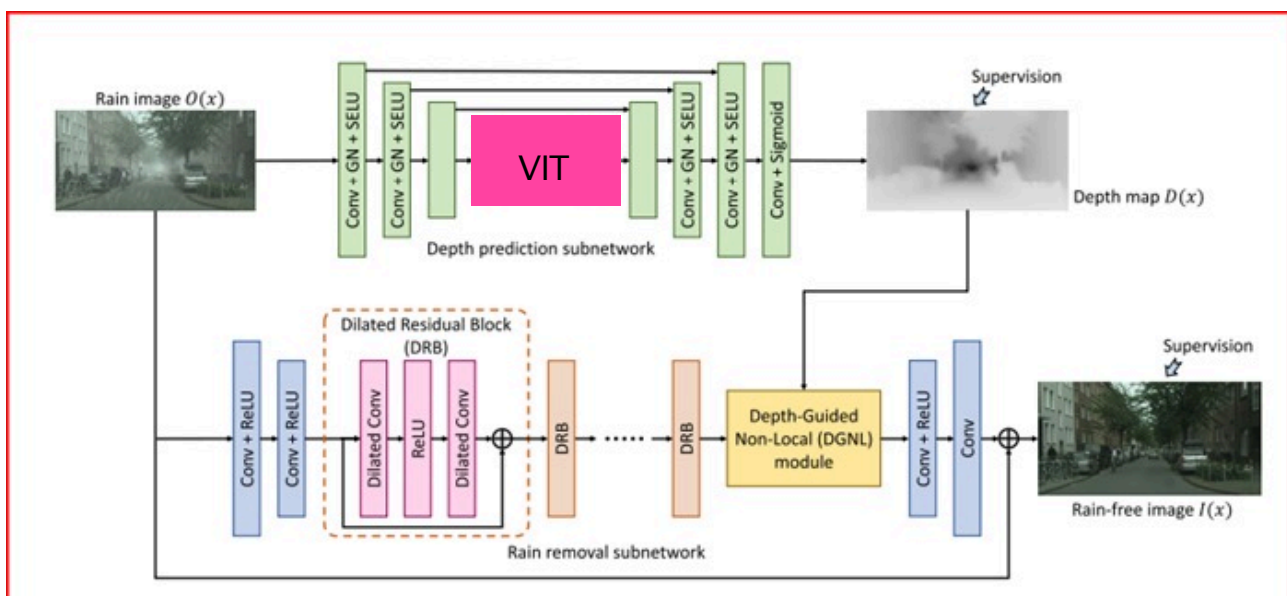 Rain image O(x)
Conv + GN + SELU
Conv + GN + SELU
VIT
Conv + GN + SELU
Conv + GN + SELU
Conv + Sigmoid
Supervision
Depth map D(x)
Depth prediction subnetwork
Conv + ReLU
Conv + ReLU
Dilated Residual Block
(DRB)
Dilated Conv
ReLU
Dilated Conv
DRB
......
DRB
Depth-Guided
Non-Local (DGNL)
module
Conv + ReLU
Conv
Supervision
Rain-free image I(x)
Rain removal subnetwork